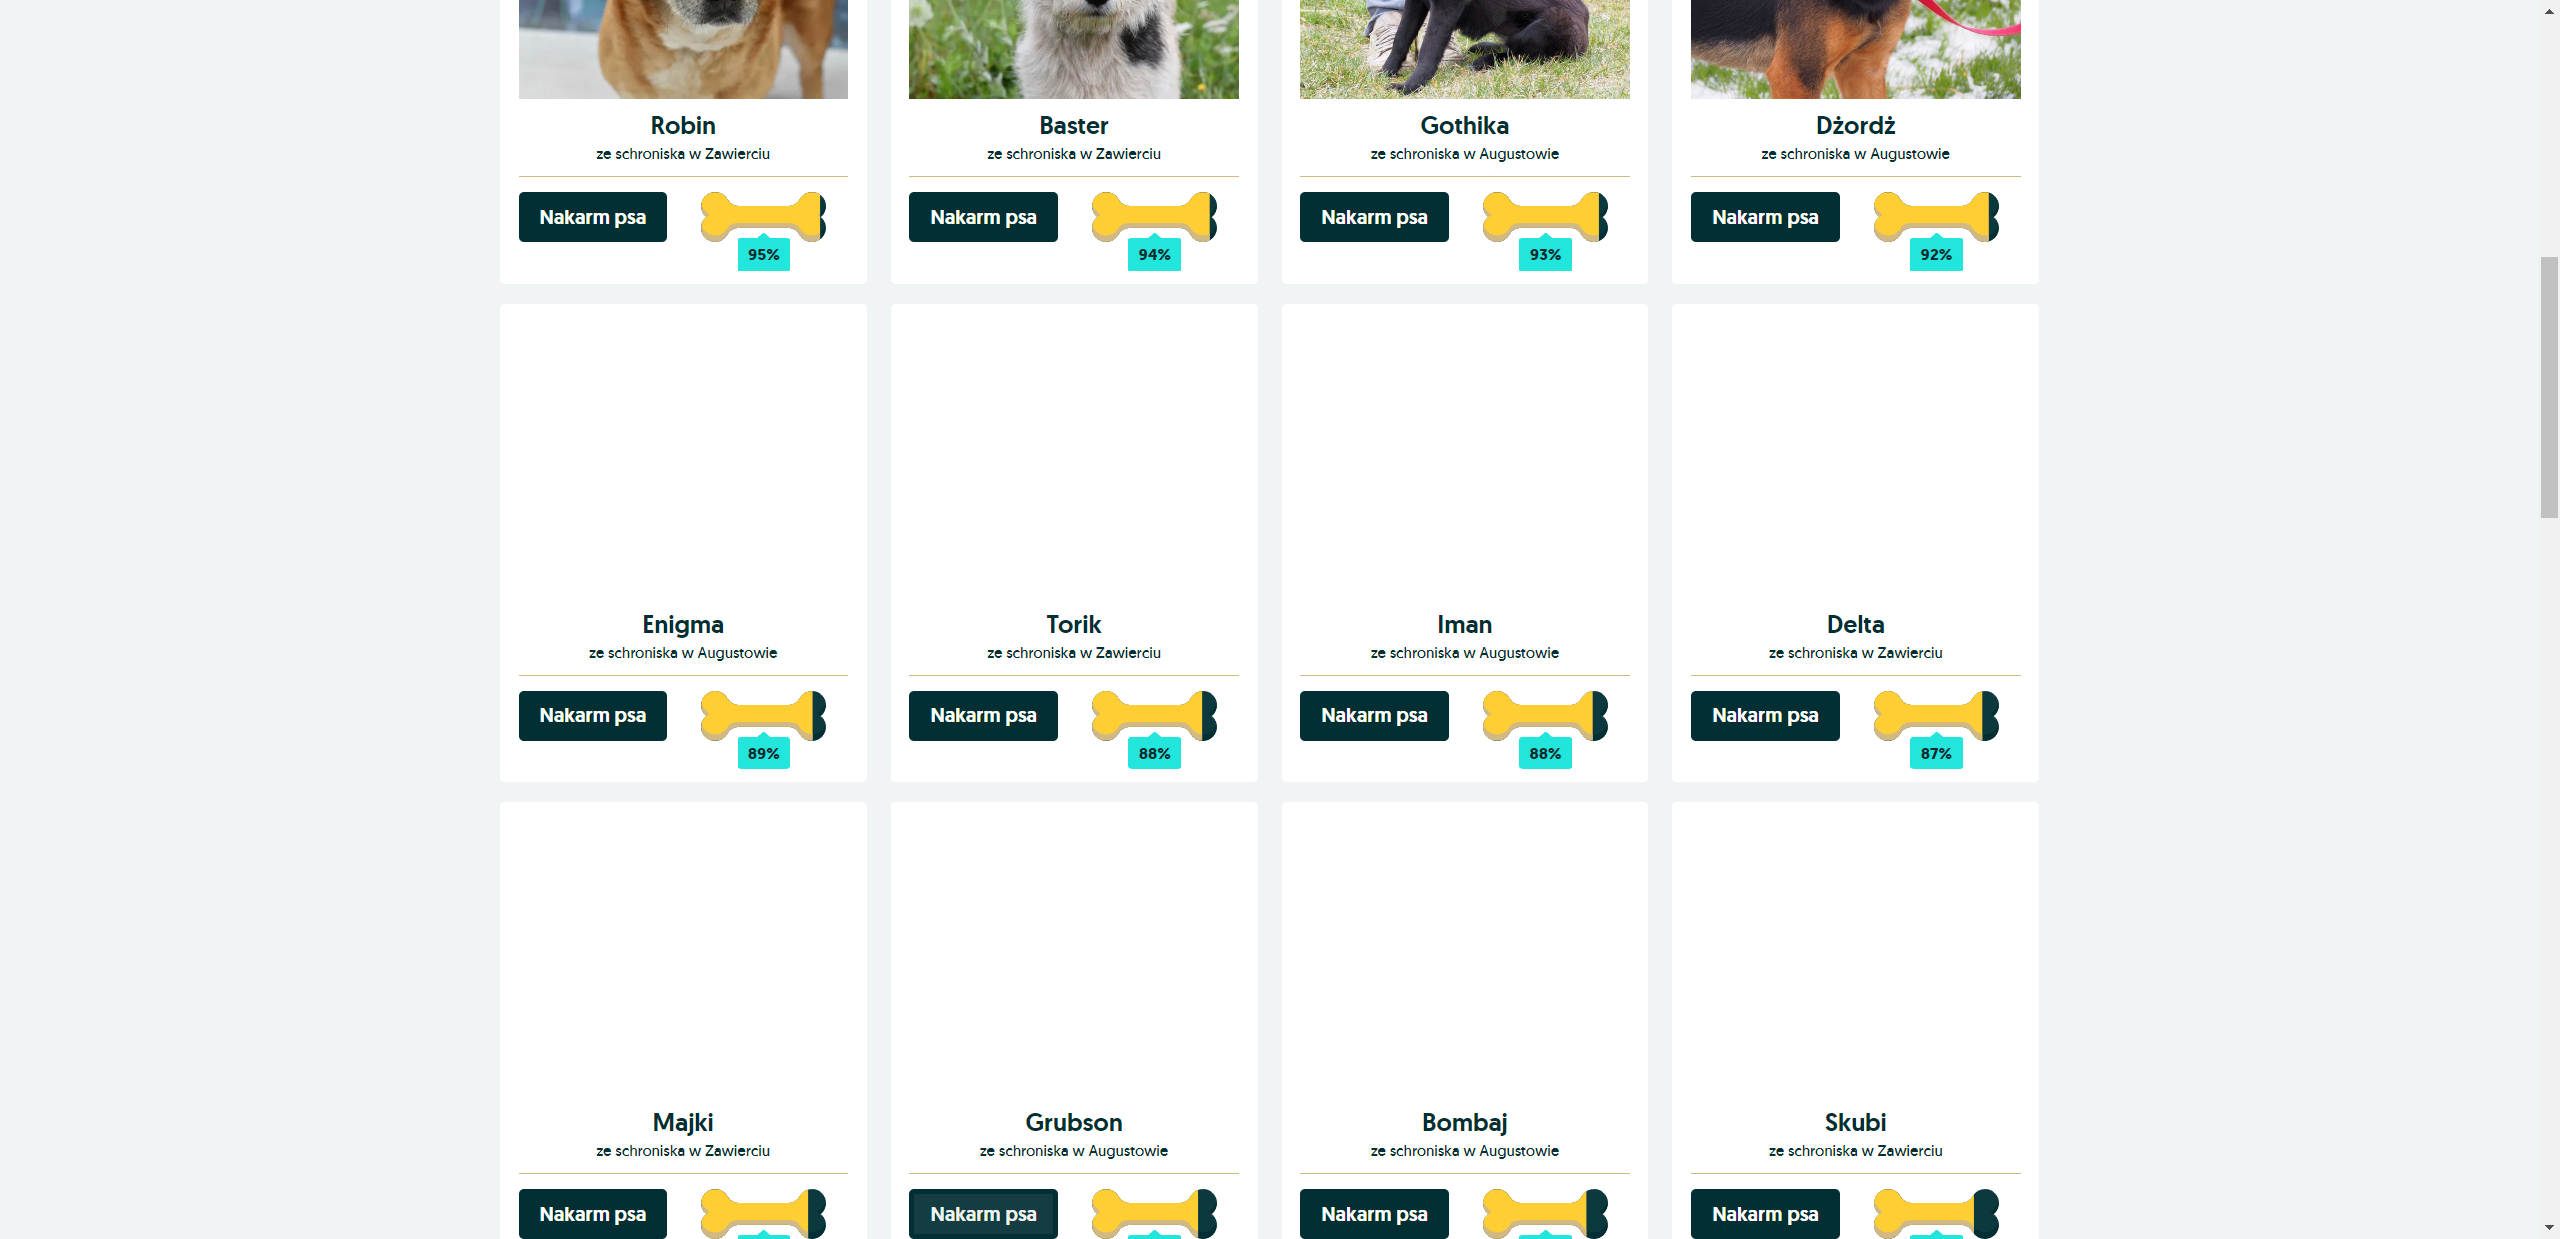 Robin
ze schroniska w Zawierciu
Nakarm psa
95%
Baster
ze schroniska w Zawierciu
Nakarm psa
94%
Gothika
ze schroniska w Augustowie
Nakarm psa
93%
Dżordż
ze schroniska w Augustowie
Nakarm psa
92%
Enigma
ze schroniska w Augustowie
Nakarm psa
89%
Torik
ze schroniska w Zawierciu
Nakarm psa
88%
Iman
ze schroniska w Augustowie
Nakarm psa
88%
Delta
ze schroniska w Zawierciu
Nakarm psa
87%
Majki
ze schroniska w Zawierciu
Nakarm psa
Grubson
ze schroniska w Augustowie
Nakarm psa
Bombaj
ze schroniska w Augustowie
Nakarm psa
Skubi
ze schroniska w Zawierciu
Nakarm psa